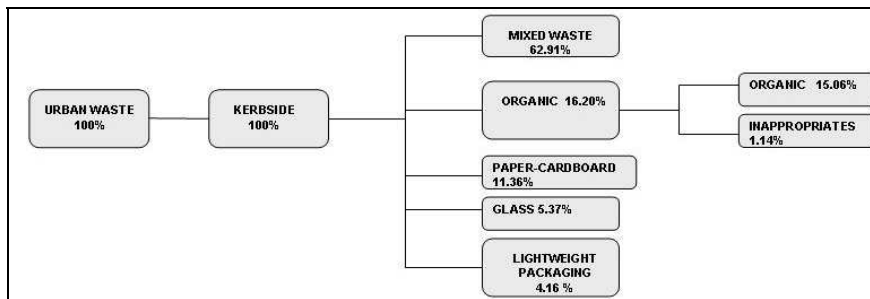 URBAN WASTE
100%
KERBSIDE
100%
MIXED WASTE
62.91%
ORGANIC 16.20%
ORGANIC 15.06%
INAPPROPRIATES
1.14%
PAPER-CARDBOARD
11.36%
GLASS 5.37%
LIGHTWEIGHT
PACKAGING
4.16 %